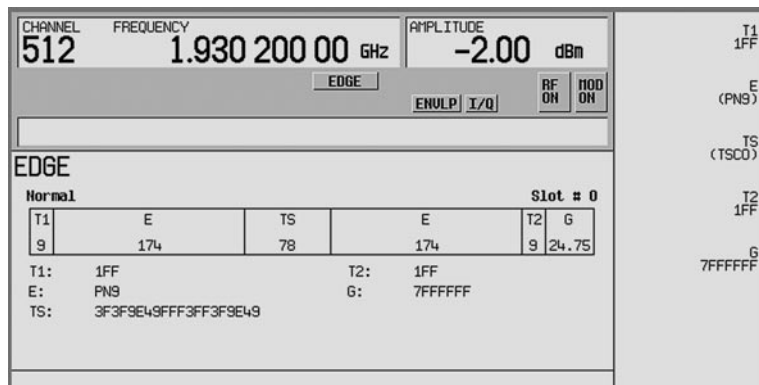 CHANNEL FREQUENCY AMPLITUDE
512 1.930 200 00 GHz -2.00 dBm
EDGE
ENVLP I/Q RF ON MOD ON
EDGE
Normal Slot # 0
T1 E TS E T2 G
9 174 78 174 9 24.75
T1: 1FF T2: 1FF
E: PN9 G: 7FFFFFF
TS: 3F3F9E49FFF3FF3F9E49
T1
1FF
E
(PN9)
TS
(TSC0)
T2
1FF
G
7FFFFFF